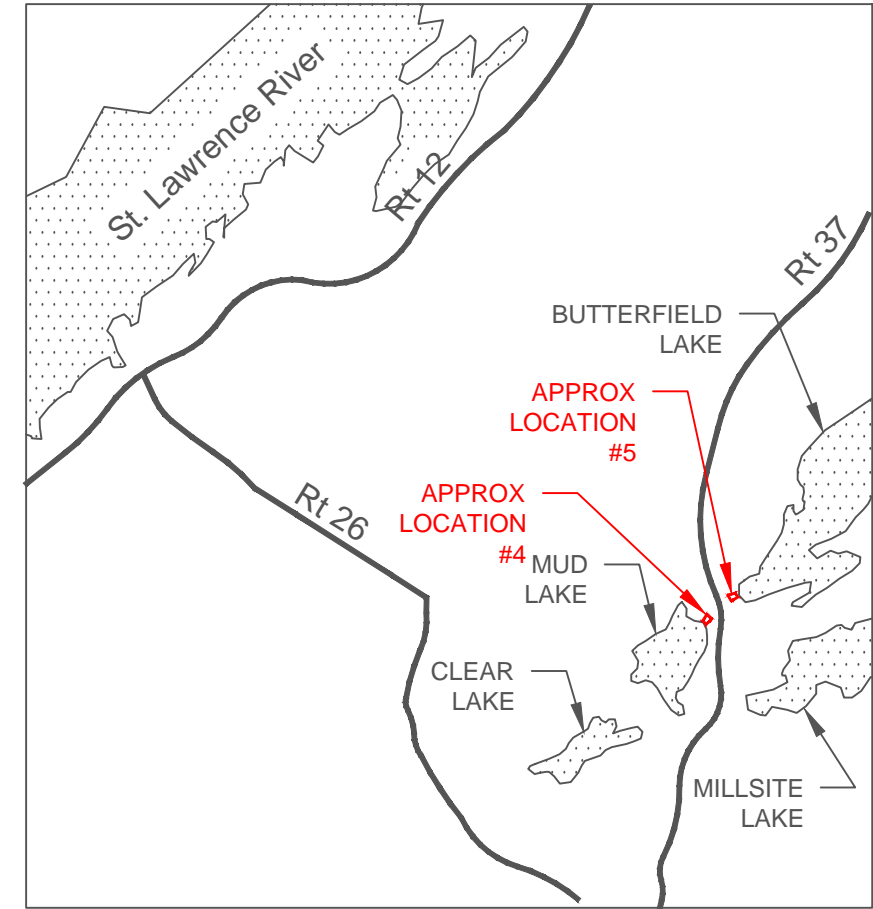 St. Lawrence River
Rt 12
Rt 37
BUTTERFIELD
LAKE
APPROX
LOCATION
#5
Rt 26
APPROX
LOCATION
#4
MUD
LAKE
CLEAR
LAKE
MILLSITE
LAKE